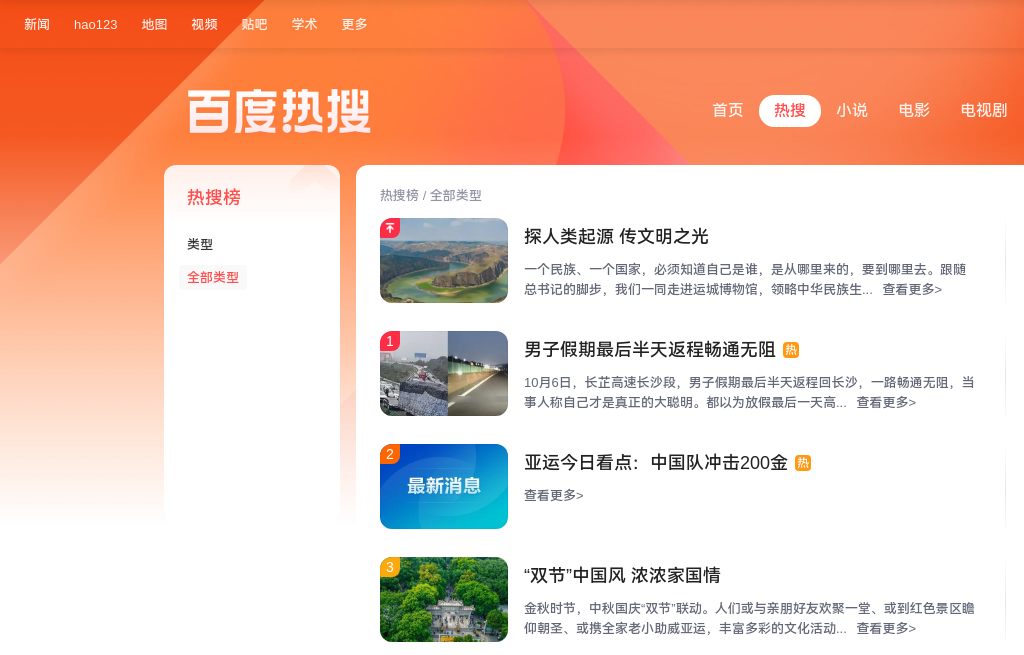 新闻 hao123 地图 视频 贴吧 学术 更多
百度热搜
首页 热搜 小说 电影 电视剧
热搜榜
类型
全部类型
热搜榜 / 全部类型
探人类起源 传文明之光
一个民族、一个国家，必须知道自己是谁，是从哪里来的，要到哪里去。跟随
总书记的脚步，我们一同走进运城博物馆，领略中华民族生... 查看更多>
1
男子假期最后半天返程畅通无阻 热
10月6日，长芷高速长沙段，男子假期最后半天返程回长沙，一路畅通无阻，当
事人称自己才是真正的大聪明。都以为放假最后一天高... 查看更多>
2
最新消息
亚运今日看点：中国队冲击200金 热
查看更多>
3
“双节”中国风 浓浓家国情
金秋时节，中秋国庆“双节”联动。人们或与亲朋好友欢聚一堂、或到红色景区瞻
仰朝圣、或携全家老小助威亚运，丰富多彩的文化活动... 查看更多>